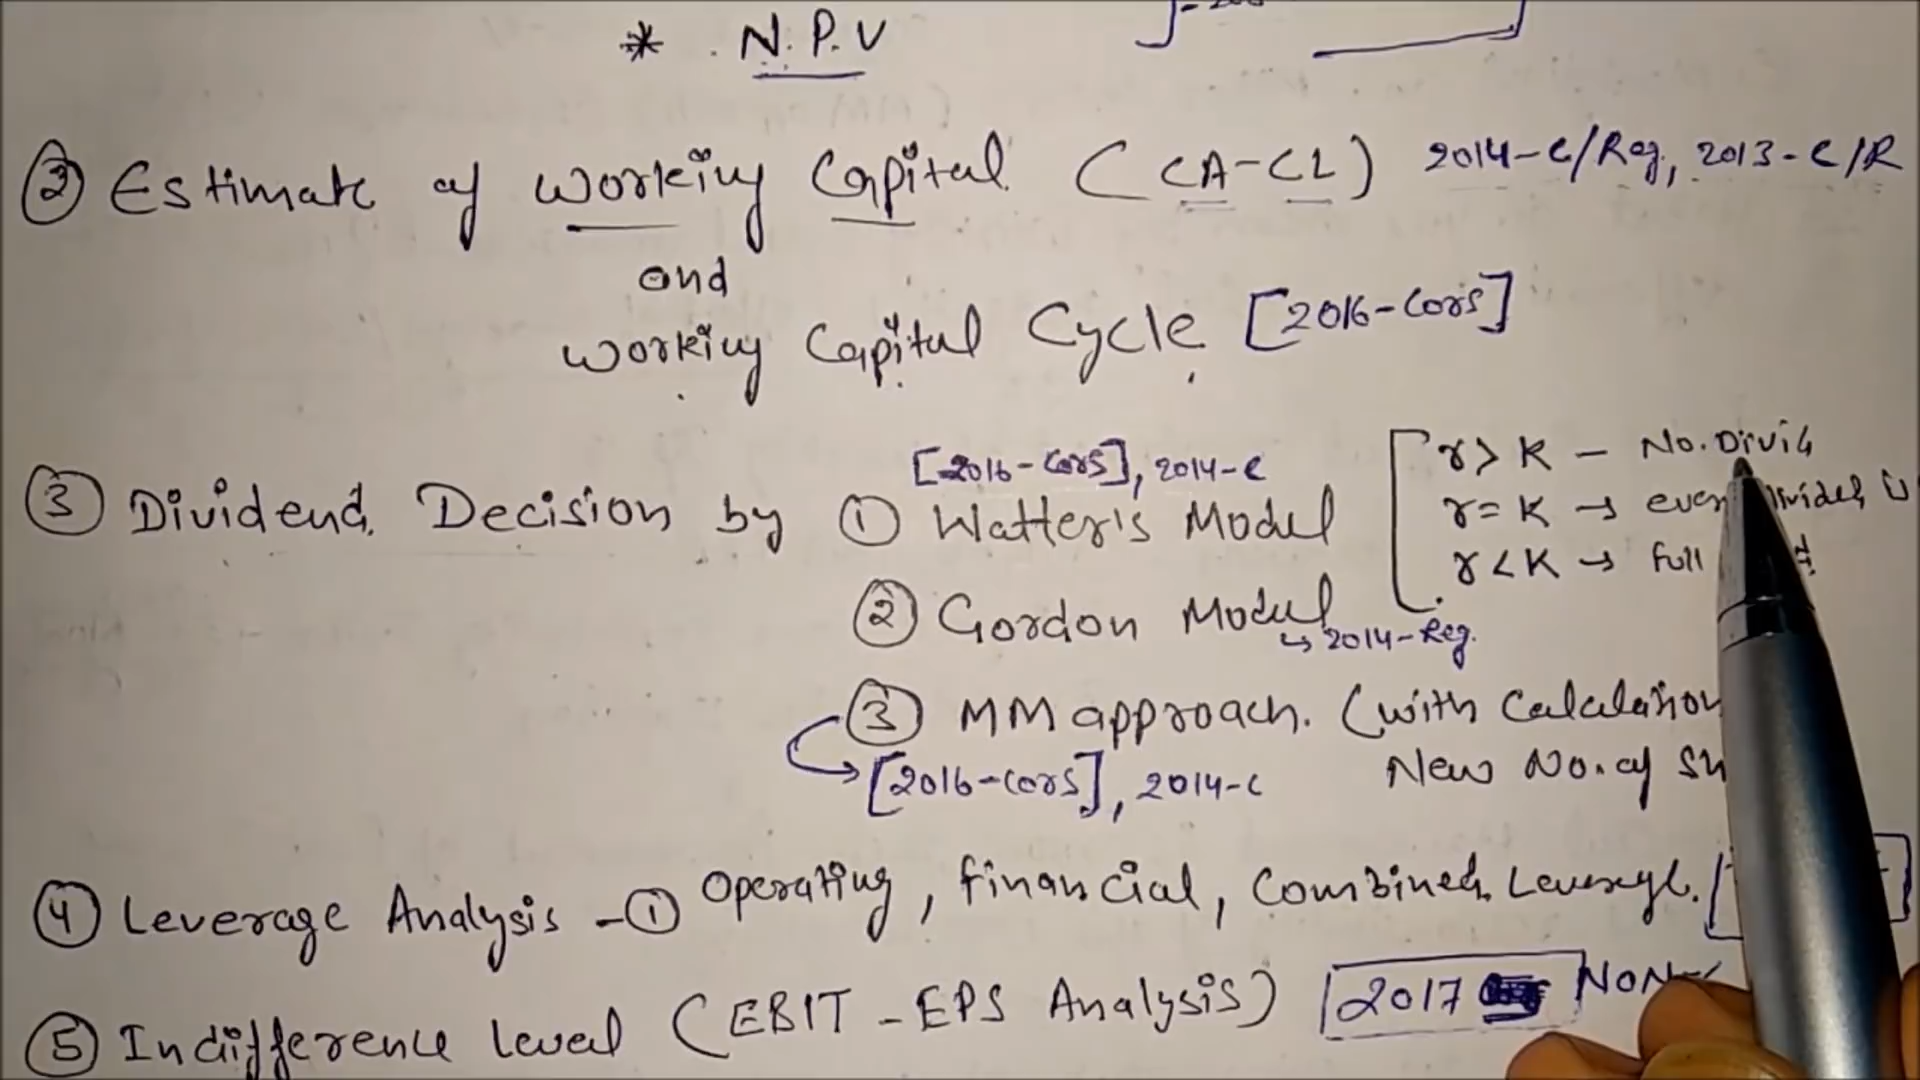 * N.P.V
② Estimate of Working Capital (CA-CL) 2014-C/Reg, 2013-C/R
and
Working Capital Cycle [2016-Cors]
[2016-Cors], 2014-C
③ Dividend Decision by ① Watter's Model
r > K - No. Divid
r = K → even
r < K → full
② Gordon Model
↳ 2014-Reg.
③ MM approach. (with Calculation
New No. of
→ [2016-Cors], 2014-C
④ Leverage Analysis - ① Operating, financial, Combined Leverage.
⑤ Indifference level (EBIT - EPS Analysis) 2017 NON